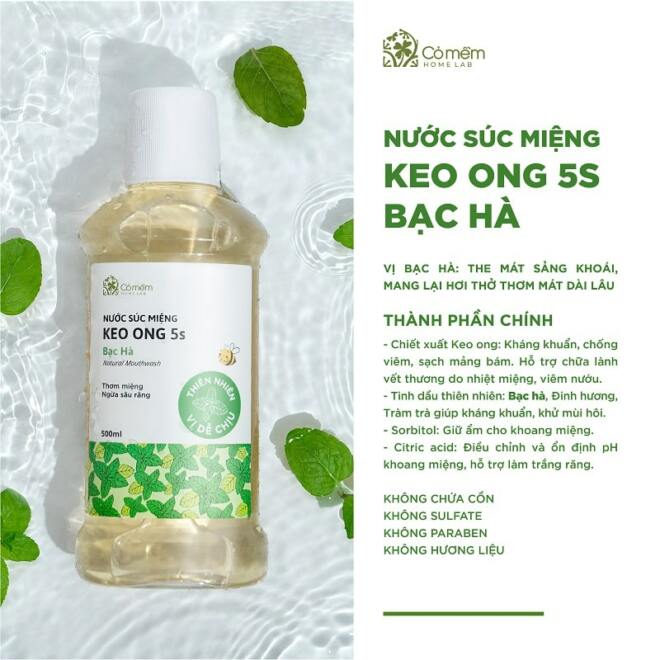 Cỏ mềm
HOME LAB
NƯỚC SÚC MIỆNG
KEO ONG 5S
BẠC HÀ
VỊ BẠC HÀ: THE MÁT SẢNG KHOÁI,
MANG LẠI HƠI THỞ THƠM MÁT DÀI LÂU
THÀNH PHẦN CHÍNH
- Chiết xuất Keo ong: Kháng khuẩn, chống
viêm, sạch mảng bám. Hỗ trợ chữa lành
vết thương do nhiệt miệng, viêm nướu.
- Tinh dầu thiên nhiên: Bạc hà, Đinh hương,
Tràm trà giúp kháng khuẩn, khử mùi hôi.
- Sorbitol: Giữ ẩm cho khoang miệng.
- Citric acid: Điều chỉnh và ổn định pH
khoang miệng, hỗ trợ làm trắng răng.
KHÔNG CHỨA CỒN
KHÔNG SULFATE
KHÔNG PARABEN
KHÔNG HƯƠNG LIỆU
Cỏ mềm
HOME LAB
NƯỚC SÚC MIỆNG
KEO ONG 5s
Bạc Hà
Natural Mouthwash
Thơm miệng
Ngừa sâu răng
500ml
THIÊN NHIÊN
VỊ DỄ CHỊU